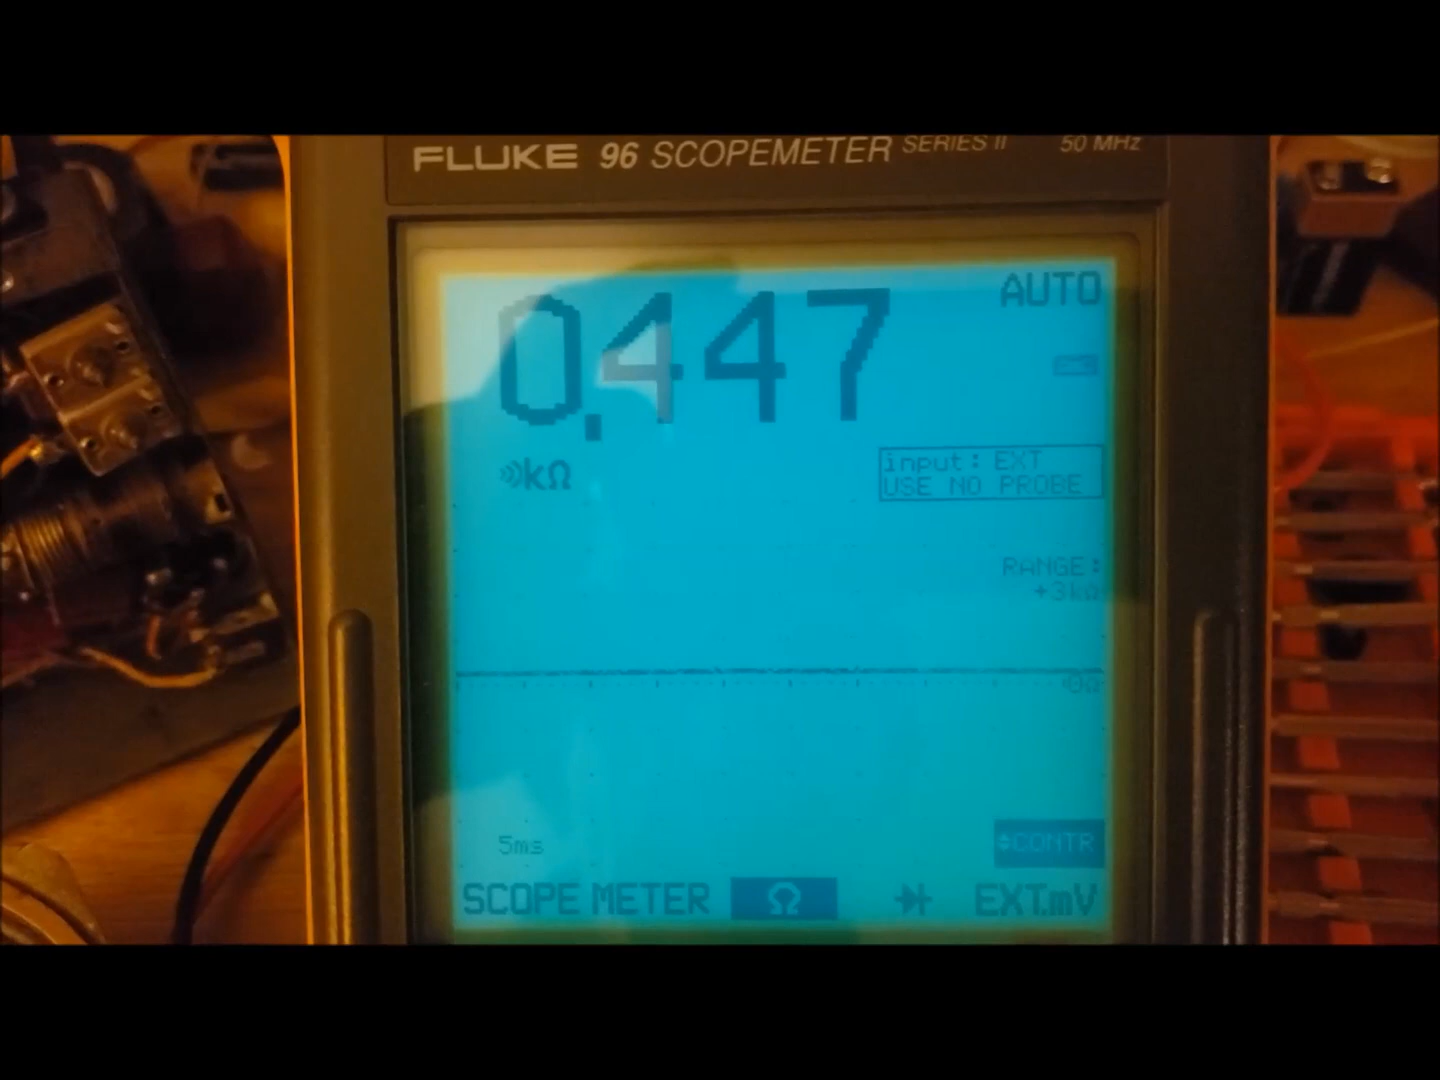 FLUKE 96 SCOPEMETER SERIES II 50 MHz
0.447
AUTO
kΩ
input: EXT
USE NO PROBE
RANGE:
+3kΩ
0Ω
5ms
CONTR
SCOPE METER Ω EXT.mV